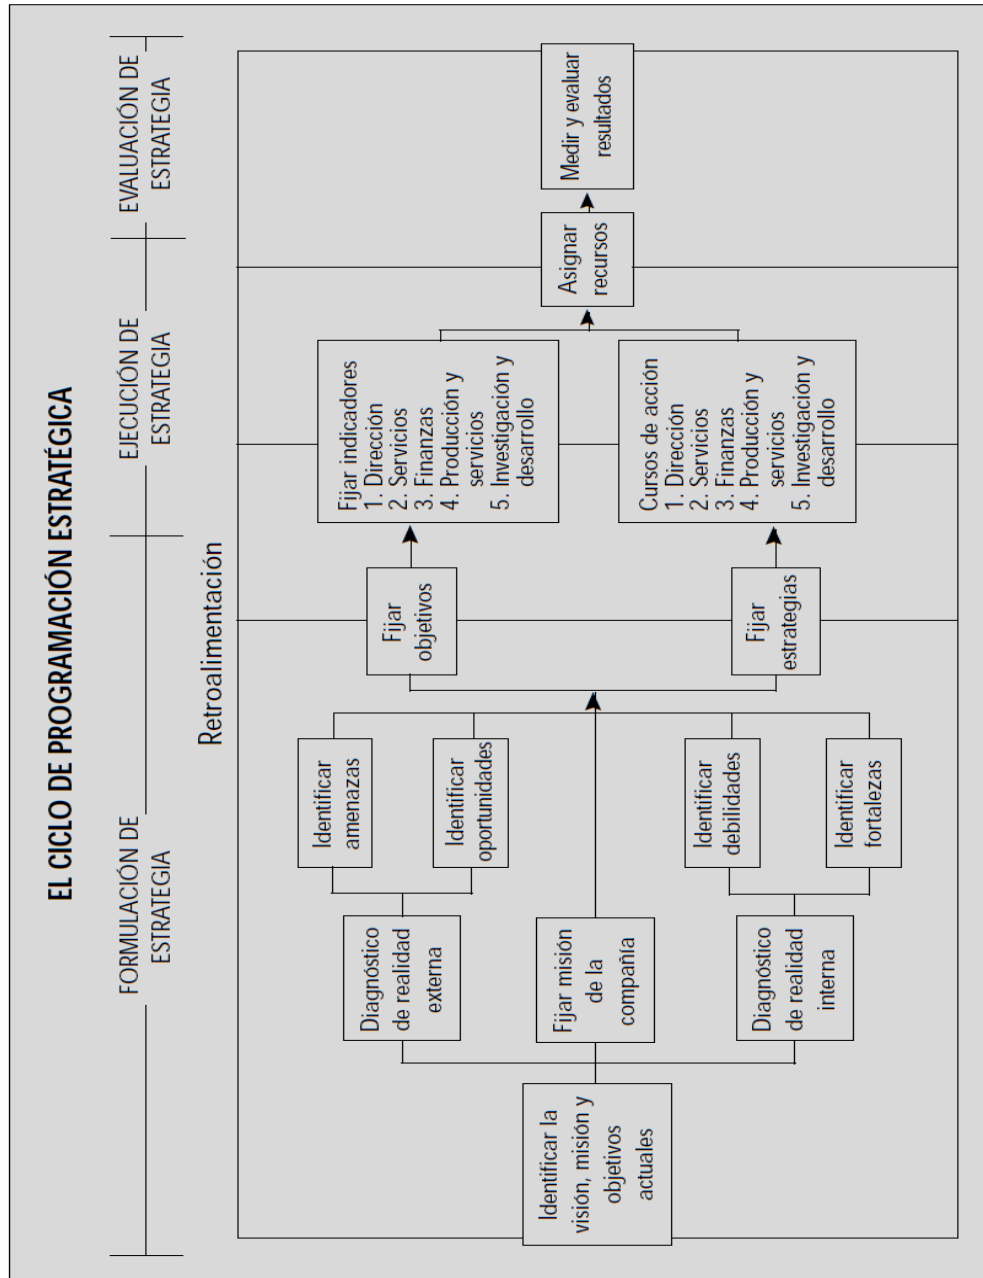 EL CICLO DE PROGRAMACIÓN ESTRATÉGICA
FORMULACIÓN DE
ESTRATEGIA
EJECUCIÓN DE
ESTRATEGIA
EVALUACIÓN DE
ESTRATEGIA
Retroalimentación
Identificar la
visión, misión y
objetivos
actuales
Diagnóstico
de realidad
externa
Fijar misión
de la
compañía
Diagnóstico
de realidad
interna
Identificar
amenazas
Identificar
oportunidades
Identificar
debilidades
Identificar
fortalezas
Fijar
objetivos
Fijar
estrategias
Fijar indicadores
1. Dirección
2. Servicios
3. Finanzas
4. Producción y
servicios
5. Investigación y
desarrollo
Cursos de acción
1. Dirección
2. Servicios
3. Finanzas
4. Producción y
servicios
5. Investigación y
desarrollo
Asignar
recursos
Medir y evaluar
resultados